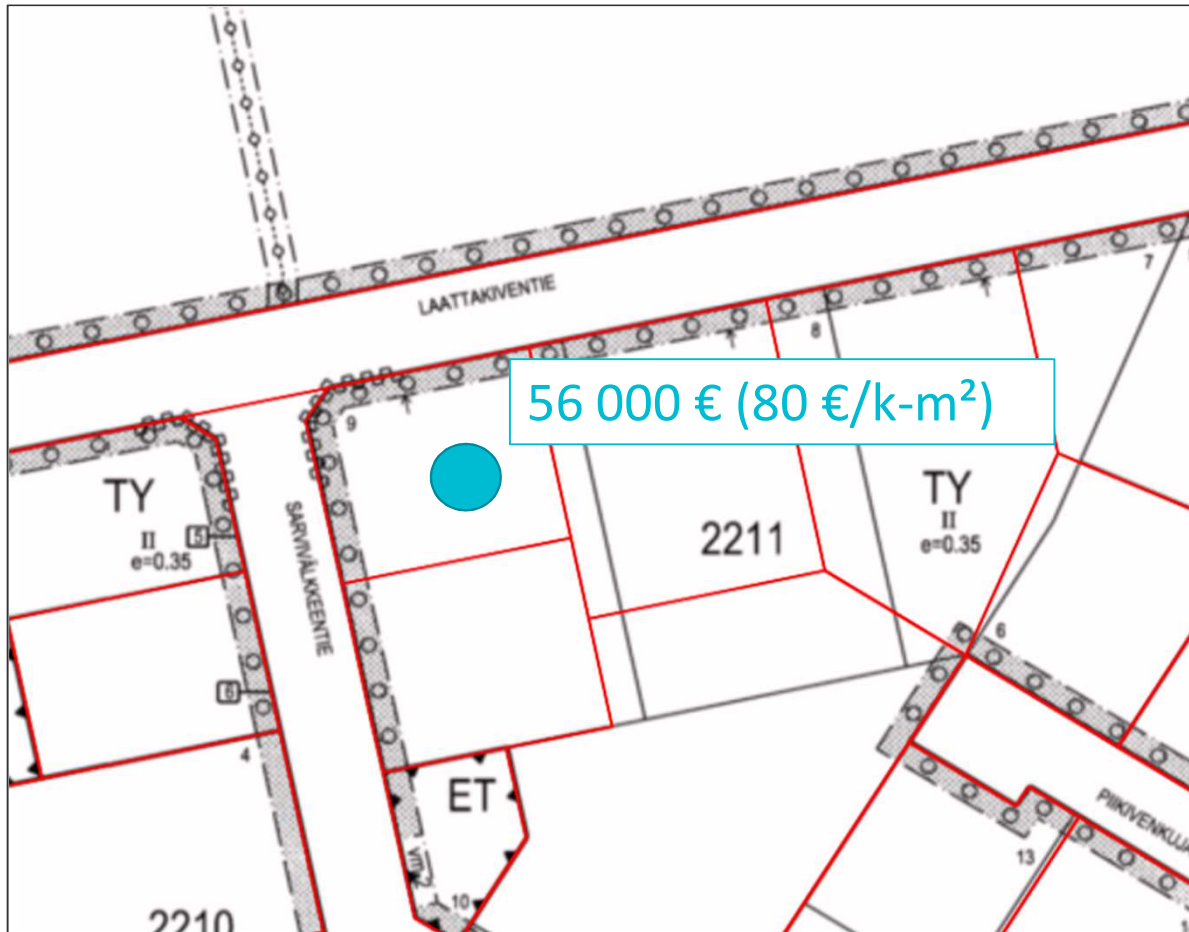 LAATTAKIVENTIE
7
8
9
56 000 € (80 €/k-m²)
TY
II
e=0.35
5
SARVIVÄLKKEENTIE
2211
TY
II
e=0.35
6
6
4
ET
vm2
10
PIIKIVENKUJA
13
2210